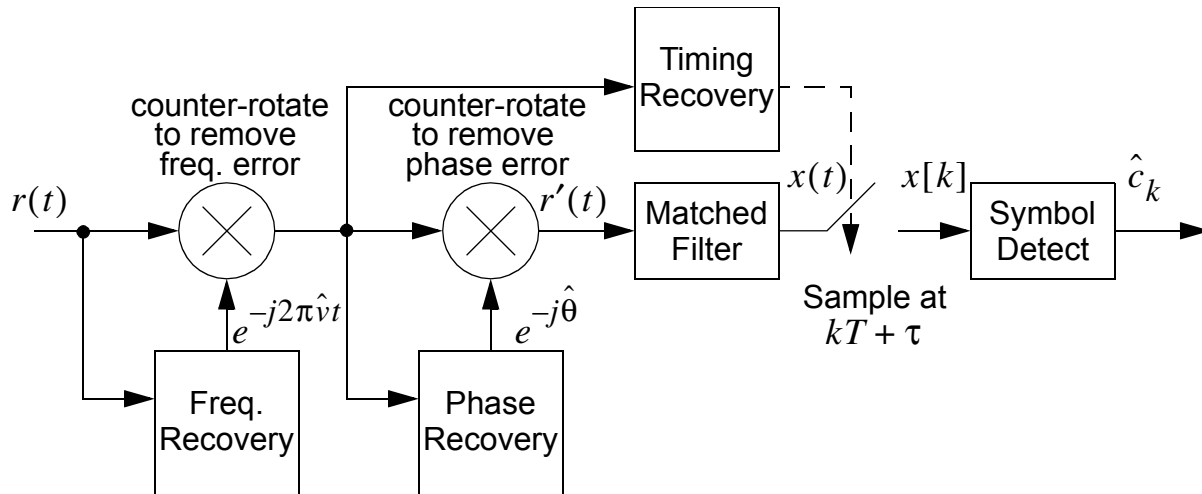 Timing
Recovery
counter-rotate
to remove
freq. error
counter-rotate
to remove
phase error
r(t)
r′(t)
Matched
Filter
x(t)
x[k]
Symbol
Detect
ĉ_k
e^{−j2πν̂t}
e^{−jθ̂}
Sample at
kT + τ
Freq.
Recovery
Phase
Recovery